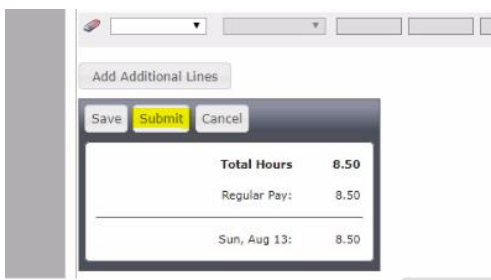 Add Additional Lines
Save Submit Cancel
Total Hours 8.50
Regular Pay: 8.50
Sun, Aug 13: 8.50